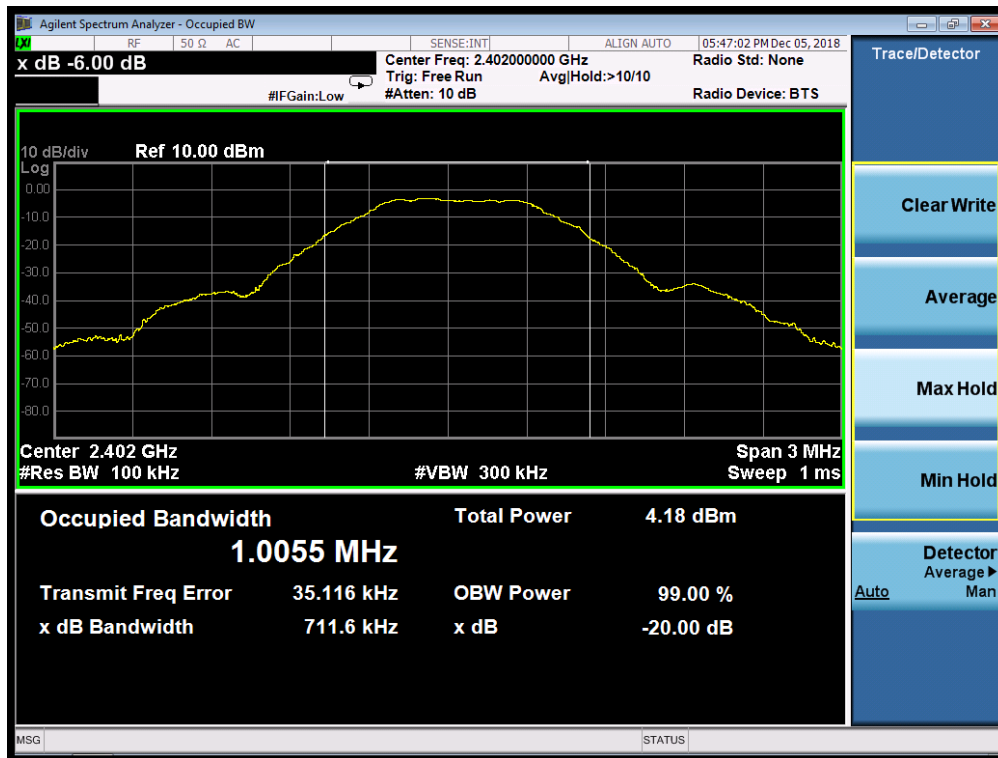 Agilent Spectrum Analyzer - Occupied BW
LXI RF 50 Ω AC SENSE:INT ALIGN AUTO 05:47:02 PM Dec 05, 2018
x dB -6.00 dB
Center Freq: 2.402000000 GHz Radio Std: None
Trig: Free Run Avg|Hold:>10/10
#IFGain:Low #Atten: 10 dB Radio Device: BTS
10 dB/div Ref 10.00 dBm
Log
0.00
-10.0
-20.0
-30.0
-40.0
-50.0
-60.0
-70.0
-80.0
Center 2.402 GHz Span 3 MHz
#Res BW 100 kHz #VBW 300 kHz Sweep 1 ms
Occupied Bandwidth Total Power 4.18 dBm
1.0055 MHz
Transmit Freq Error 35.116 kHz OBW Power 99.00 %
x dB Bandwidth 711.6 kHz x dB -20.00 dB
MSG STATUS
Trace/Detector
Clear Write
Average
Max Hold
Min Hold
Detector
Average
Auto Man